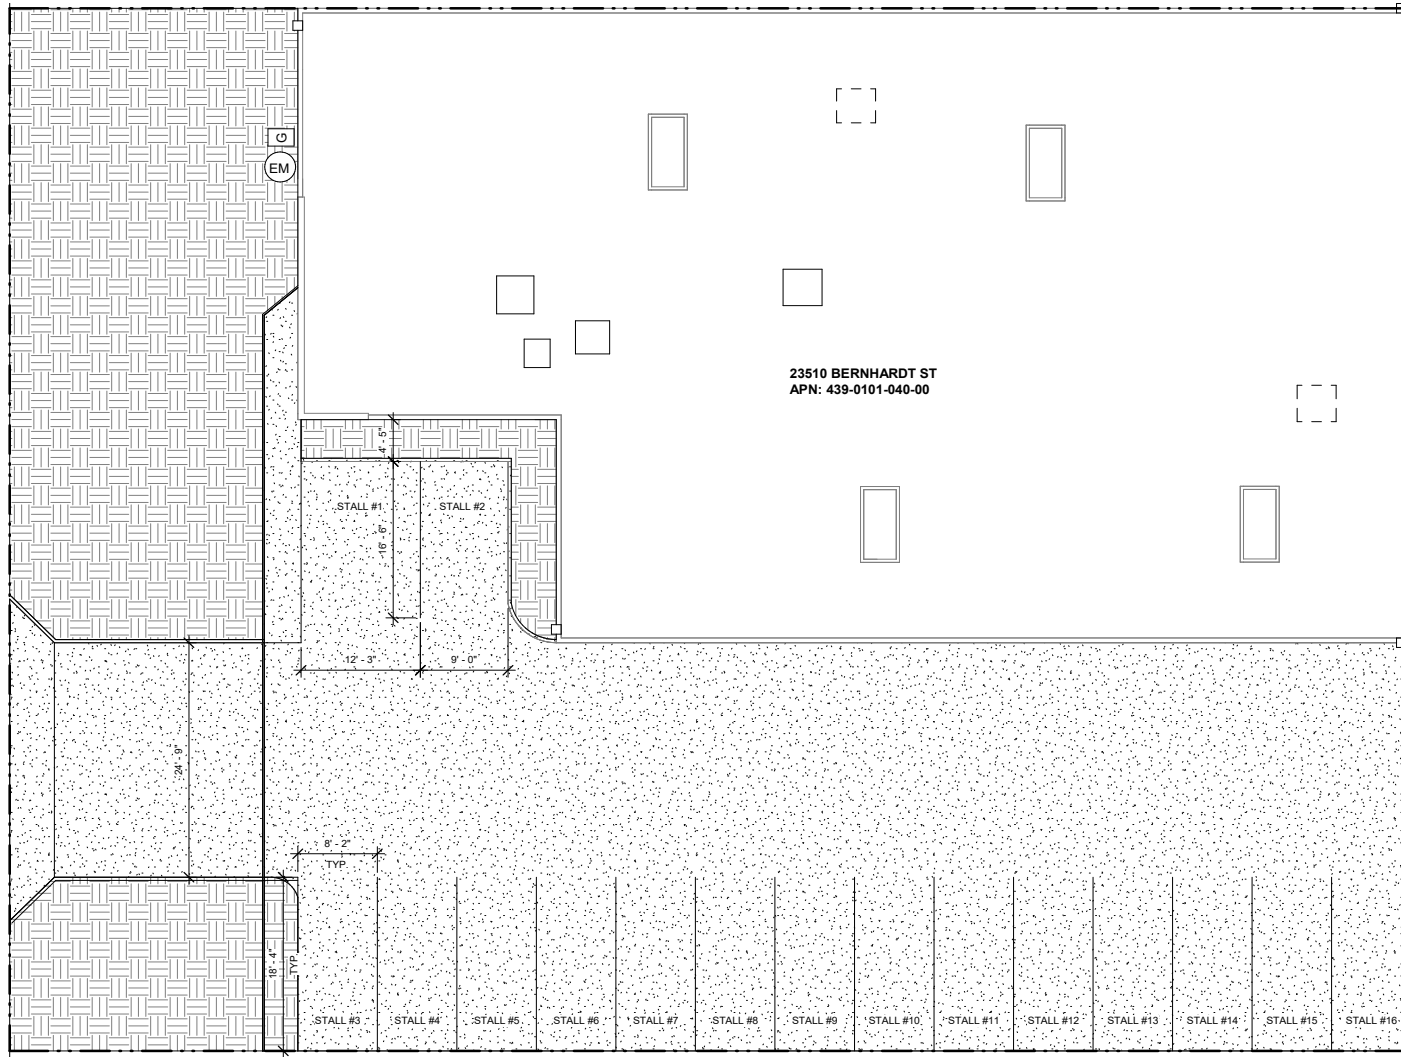 G
EM
23510 BERNHARDT ST
APN: 439-0101-040-00
4' - 5"
STALL #1
STALL #2
16' - 6"
12' - 3"
9' - 0"
24' - 9"
8' - 2"
TYP.
18' - 4"
TYP.
STALL #3
STALL #4
STALL #5
STALL #6
STALL #7
STALL #8
STALL #9
STALL #10
STALL #11
STALL #12
STALL #13
STALL #14
STALL #15
STALL #16